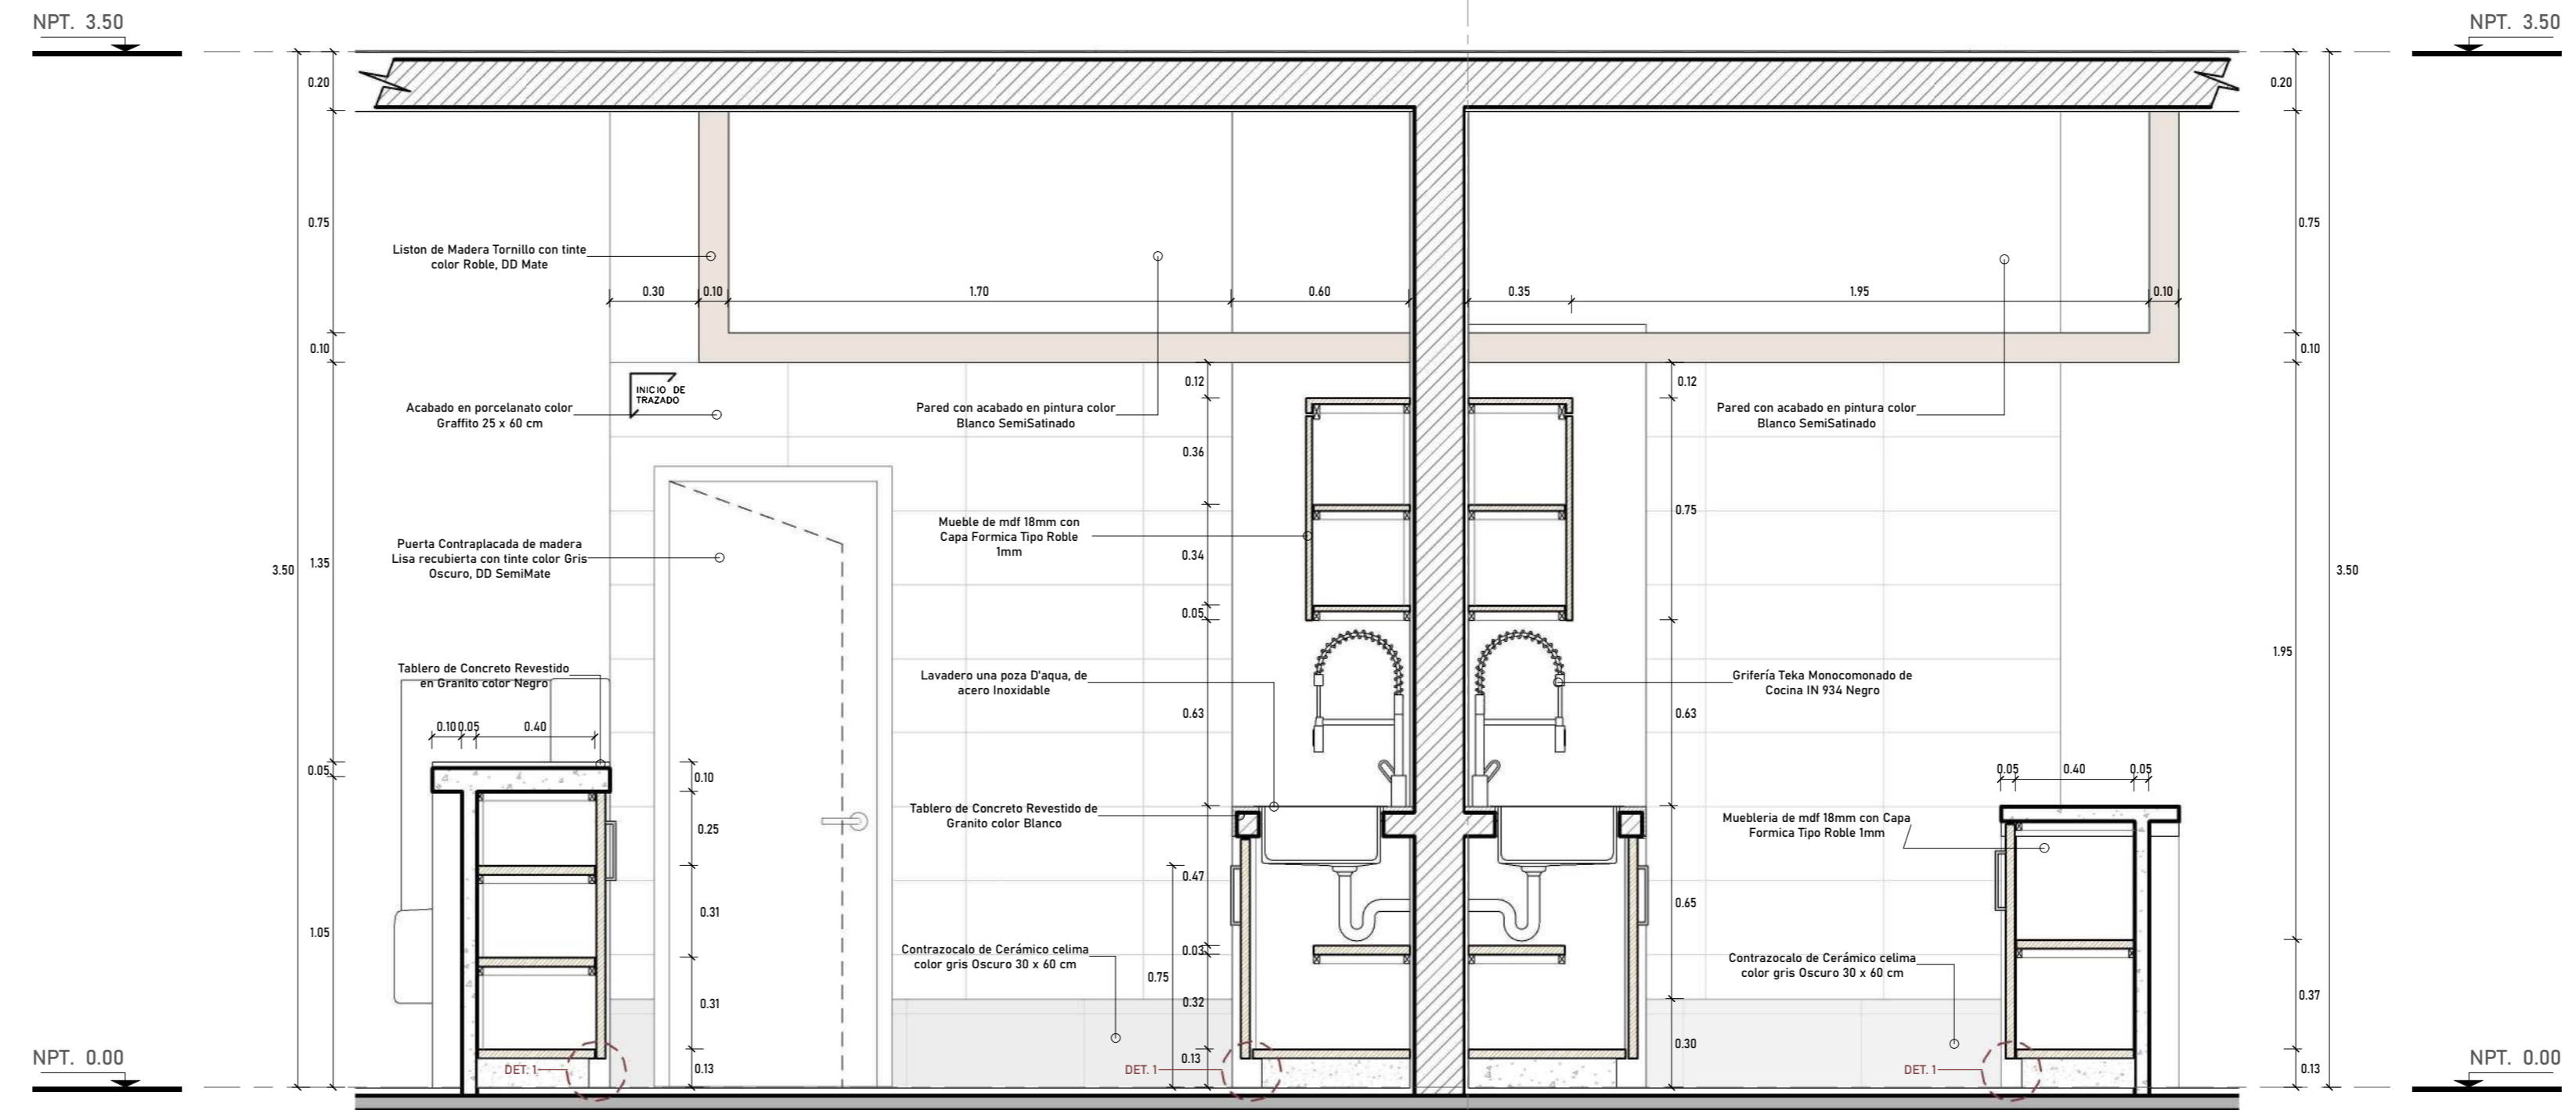 NPT. 3.50
NPT. 3.50
0.20
0.20
0.75
0.75
Liston de Madera Tornillo con tinte
color Roble, DD Mate
0.30
0.10
1.70
0.60
0.35
1.95
0.10
0.10
0.10
INICIO DE
TRAZADO
0.12
0.12
Acabado en porcelanato color
Graffito 25 x 60 cm
Pared con acabado en pintura color
Blanco SemiSatinado
Pared con acabado en pintura color
Blanco SemiSatinado
0.36
0.75
Mueble de mdf 18mm con
Capa Formica Tipo Roble
1mm
Puerta Contraplacada de madera
Lisa recubierta con tinte color Gris
Oscuro, DD SemiMate
0.34
3.50
1.35
3.50
0.05
1.95
Tablero de Concreto Revestido
en Granito color Negro
Lavadero una poza D'aqua, de
acero Inoxidable
Grifería Teka Monocomonado de
Cocina IN 934 Negro
0.63
0.63
0.10
0.05
0.40
0.05
0.10
0.05
0.40
0.05
Tablero de Concreto Revestido de
Granito color Blanco
Muebleria de mdf 18mm con Capa
Formica Tipo Roble 1mm
0.25
0.47
0.65
0.31
1.05
Contrazocalo de Cerámico celima
color gris Oscuro 30 x 60 cm
0.03
Contrazocalo de Cerámico celima
color gris Oscuro 30 x 60 cm
0.75
0.31
0.32
0.37
0.30
NPT. 0.00
NPT. 0.00
DET. 1
0.13
DET. 1
0.13
DET. 1
0.13